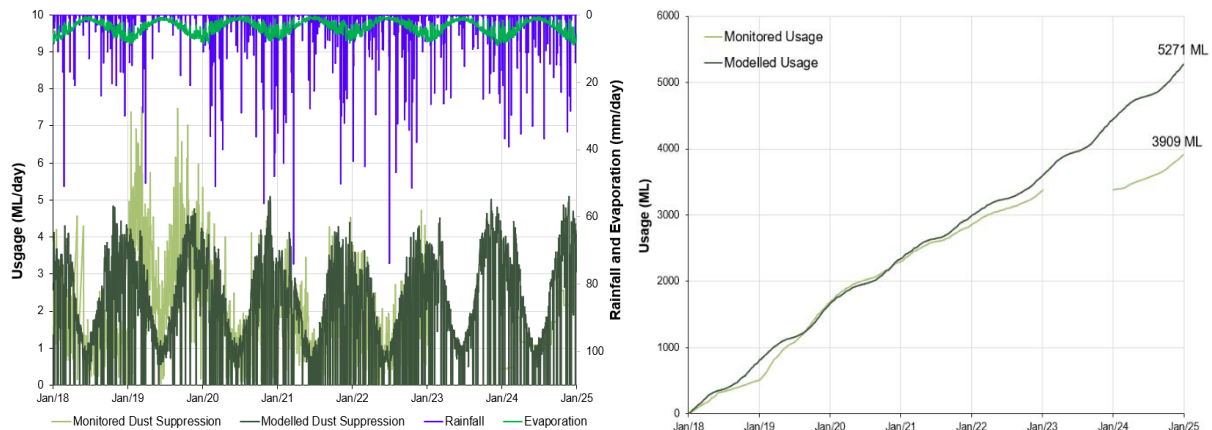 10
9
8
7
6
5
4
3
2
1
0
Usgage (ML/day)
0
20
40
60
80
100
Rainfall and Evaporation (mm/day)
Jan/18 Jan/19 Jan/20 Jan/21 Jan/22 Jan/23 Jan/24 Jan/25
Monitored Dust Suppression Modelled Dust Suppression Rainfall Evaporation
6000
5000
4000
3000
2000
1000
0
Usage (ML)
Monitored Usage
Modelled Usage
5271 ML
3909 ML
Jan/18 Jan/19 Jan/20 Jan/21 Jan/22 Jan/23 Jan/24 Jan/25